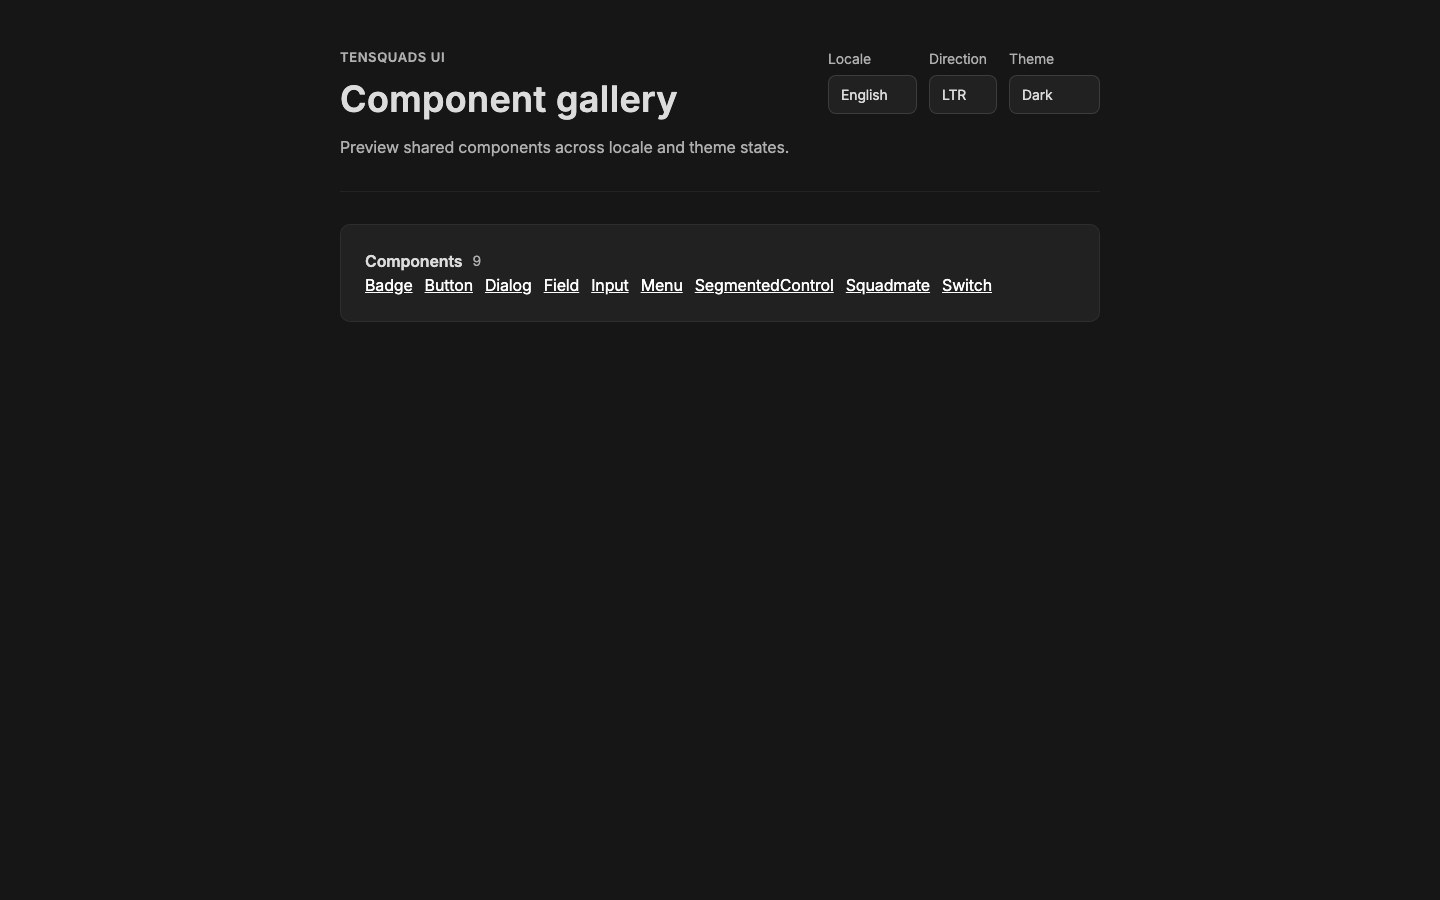 TENSQUADS UI
Component gallery
Preview shared components across locale and theme states.
Locale Direction Theme
English LTR Dark
Components 9
Badge Button Dialog Field Input Menu SegmentedControl Squadmate Switch